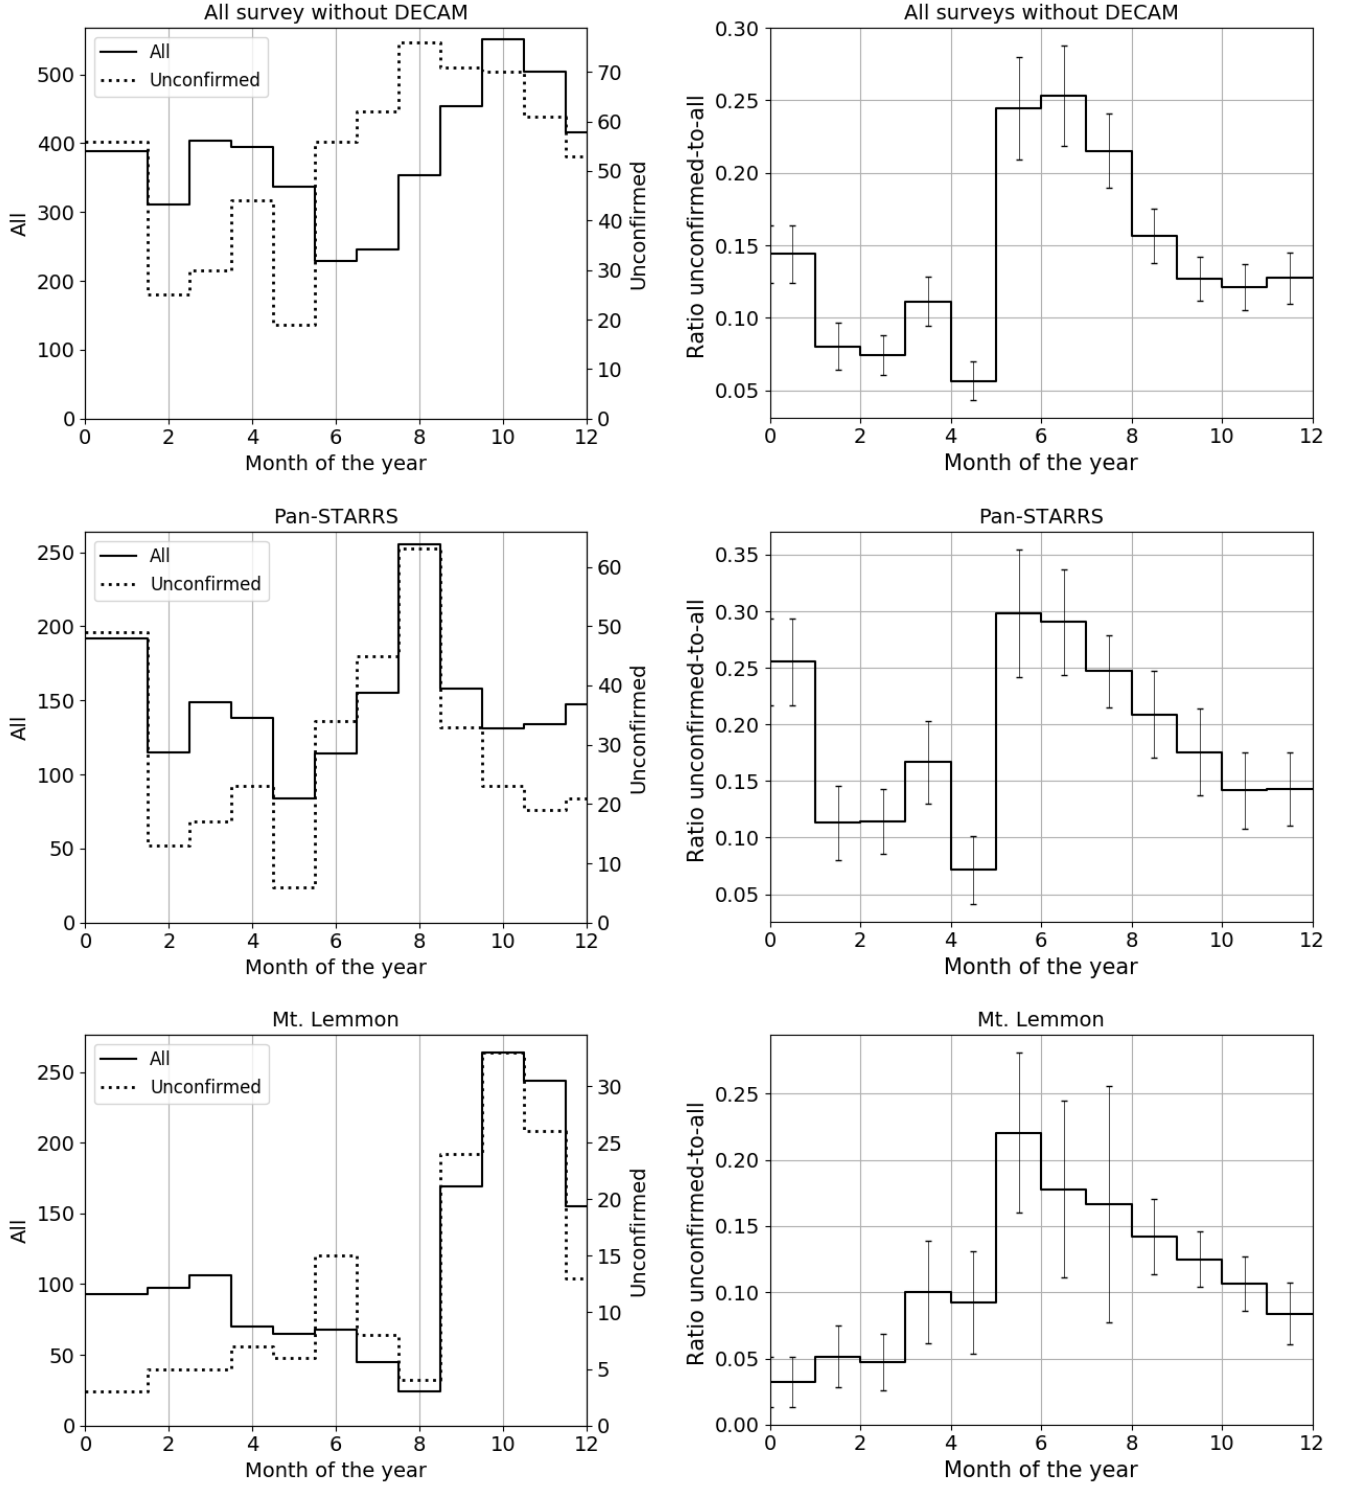 All survey without DECAM
All
Unconfirmed
500
400
300
200
100
0
All
70
60
50
40
30
20
10
0
Unconfirmed
0 2 4 6 8 10 12
Month of the year
All surveys without DECAM
0.30
0.25
0.20
0.15
0.10
0.05
Ratio unconfirmed-to-all
0 2 4 6 8 10 12
Month of the year
Pan-STARRS
All
Unconfirmed
250
200
150
100
50
0
All
60
50
40
30
20
10
0
Unconfirmed
0 2 4 6 8 10 12
Month of the year
Pan-STARRS
0.35
0.30
0.25
0.20
0.15
0.10
0.05
Ratio unconfirmed-to-all
0 2 4 6 8 10 12
Month of the year
Mt. Lemmon
All
Unconfirmed
250
200
150
100
50
0
All
30
25
20
15
10
5
0
Unconfirmed
0 2 4 6 8 10 12
Month of the year
Mt. Lemmon
0.25
0.20
0.15
0.10
0.05
0.00
Ratio unconfirmed-to-all
0 2 4 6 8 10 12
Month of the year